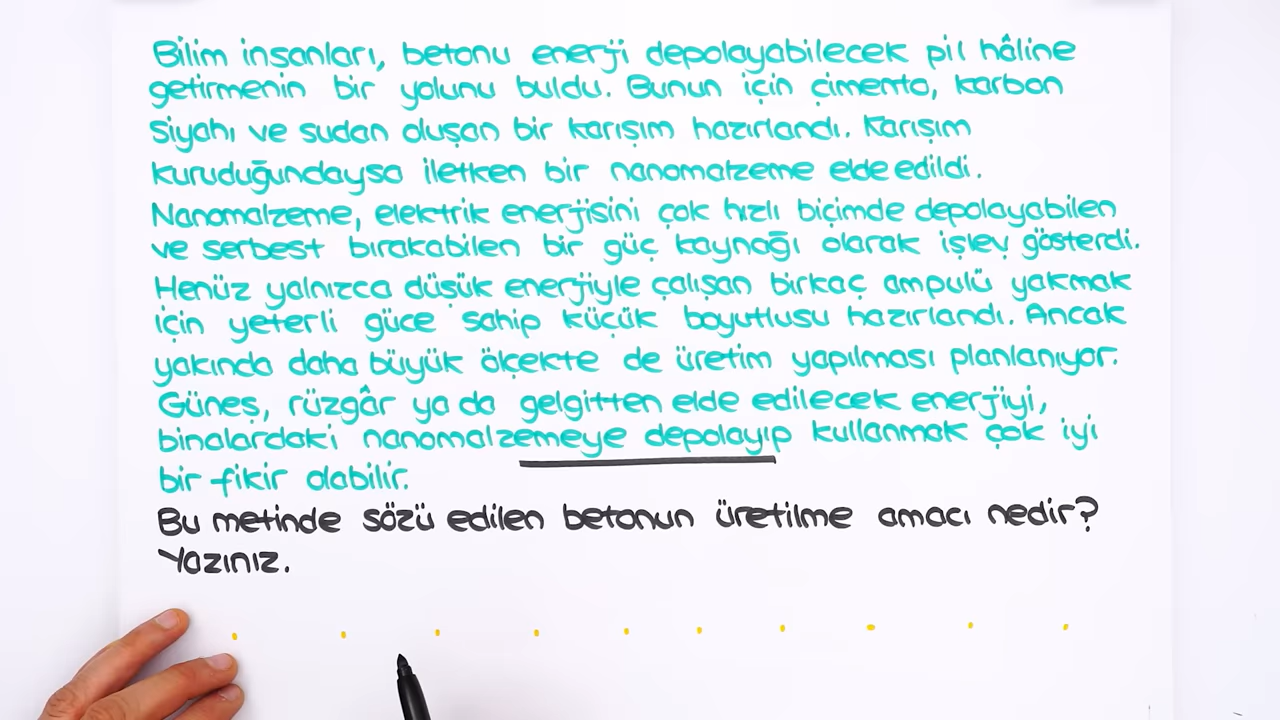 Bilim insanları, betonu enerji depolayabilecek pil hâline
getirmenin bir yolunu buldu. Bunun için çimento, karbon
siyahı ve sudan oluşan bir karışım hazırlandı. Karışım
kuruduğundaysa iletken bir nanomalzeme elde edildi.
Nanomalzeme, elektrik enerjisini çok hızlı biçimde depolayabilen
ve serbest bırakabilen bir güç kaynağı olarak işlev gösterdi.
Henüz yalnızca düşük enerjiyle çalışan birkaç ampulü yakmak
için yeterli güce sahip küçük boyutlusu hazırlandı. Ancak
yakında daha büyük ölçekte de üretim yapılması planlanıyor.
Güneş, rüzgâr ya da gelgitten elde edilecek enerjiyi,
binalardaki nanomalzemeye depolayıp kullanmak çok iyi
bir fikir olabilir.
Bu metinde sözü edilen betonun üretilme amacı nedir?
Yazınız.